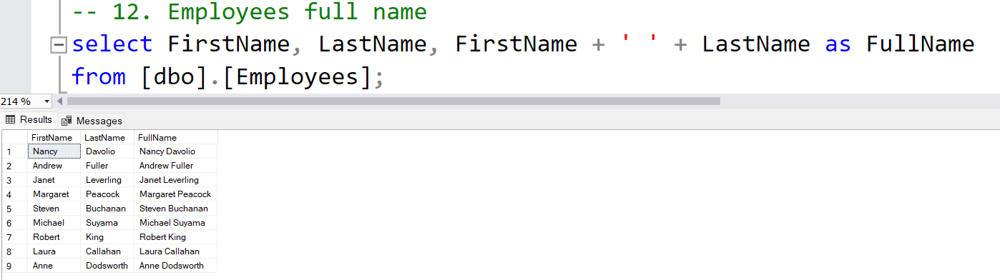 -- 12. Employees full name
select FirstName, LastName, FirstName + ' ' + LastName as FullName
from [dbo].[Employees];
214 %
Results Messages
FirstName LastName FullName
1 Nancy Davolio Nancy Davolio
2 Andrew Fuller Andrew Fuller
3 Janet Leverling Janet Leverling
4 Margaret Peacock Margaret Peacock
5 Steven Buchanan Steven Buchanan
6 Michael Suyama Michael Suyama
7 Robert King Robert King
8 Laura Callahan Laura Callahan
9 Anne Dodsworth Anne Dodsworth